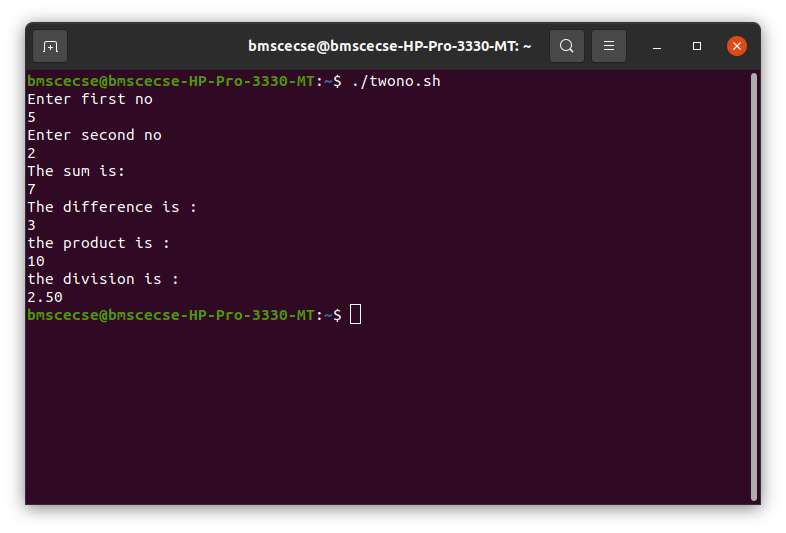 bmscecse@bmscecse-HP-Pro-3330-MT: ~
bmscecse@bmscecse-HP-Pro-3330-MT:~$ ./twono.sh
Enter first no
5
Enter second no
2
The sum is:
7
The difference is :
3
the product is :
10
the division is :
2.50
bmscecse@bmscecse-HP-Pro-3330-MT:~$